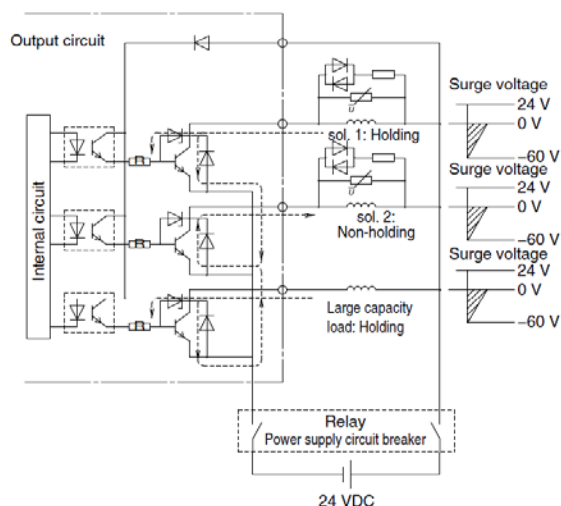 Output circuit
Surge voltage
24 V
0 V
−60 V
U
sol. 1: Holding
Internal circuit
Surge voltage
24 V
0 V
−60 V
U
sol. 2:
Non-holding
Surge voltage
24 V
0 V
−60 V
Large capacity
load: Holding
Relay
Power supply circuit breaker
24 VDC